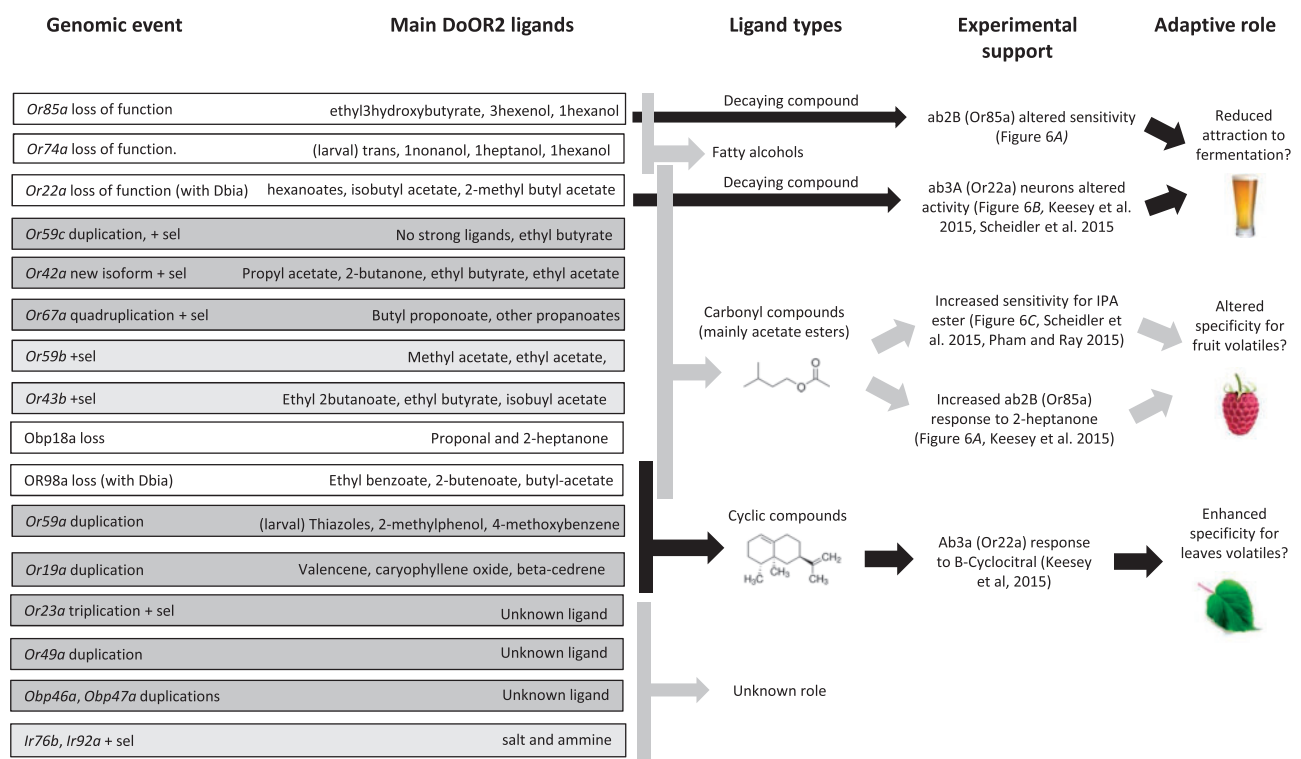 Genomic event
Main DoOR2 ligands
Ligand types
Experimental
support
Adaptive role
Or85a loss of function
ethyl3hydroxybutyrate, 3hexenol, 1hexanol
Or74a loss of function.
(larval) trans, 1nonanol, 1heptanol, 1hexanol
Or22a loss of function (with Dbia)
hexanoates, isobutyl acetate, 2-methyl butyl acetate
Or59c duplication, + sel
No strong ligands, ethyl butyrate
Or42a new isoform + sel
Propyl acetate, 2-butanone, ethyl butyrate, ethyl acetate
Or67a quadruplication + sel
Butyl proponoate, other propanoates
Or59b +sel
Methyl acetate, ethyl acetate,
Or43b +sel
Ethyl 2butanoate, ethyl butyrate, isobuyl acetate
Obp18a loss
Proponal and 2-heptanone
OR98a loss (with Dbia)
Ethyl benzoate, 2-butenoate, butyl-acetate
Or59a duplication
(larval) Thiazoles, 2-methylphenol, 4-methoxybenzene
Or19a duplication
Valencene, caryophyllene oxide, beta-cedrene
Or23a triplication + sel
Unknown ligand
Or49a duplication
Unknown ligand
Obp46a, Obp47a duplications
Unknown ligand
Ir76b, Ir92a + sel
salt and ammine
Decaying compound
Fatty alcohols
Decaying compound
Carbonyl compounds
(mainly acetate esters)
O
O
Cyclic compounds
CH2
H3C
CH3
CH3
Unknown role
ab2B (Or85a) altered sensitivity
(Figure 6A)
ab3A (Or22a) neurons altered
activity (Figure 6B, Keesey et al.
2015, Scheidler et al. 2015
Increased sensitivity for IPA
ester (Figure 6C, Scheidler et
al. 2015, Pham and Ray 2015)
Increased ab2B (Or85a)
response to 2-heptanone
(Figure 6A, Keesey et al. 2015)
Ab3a (Or22a) response
to B-Cyclocitral (Keesey
et al, 2015)
Reduced
attraction to
fermentation?
Altered
specificity for
fruit volatiles?
Enhanced
specificity for
leaves volatiles?